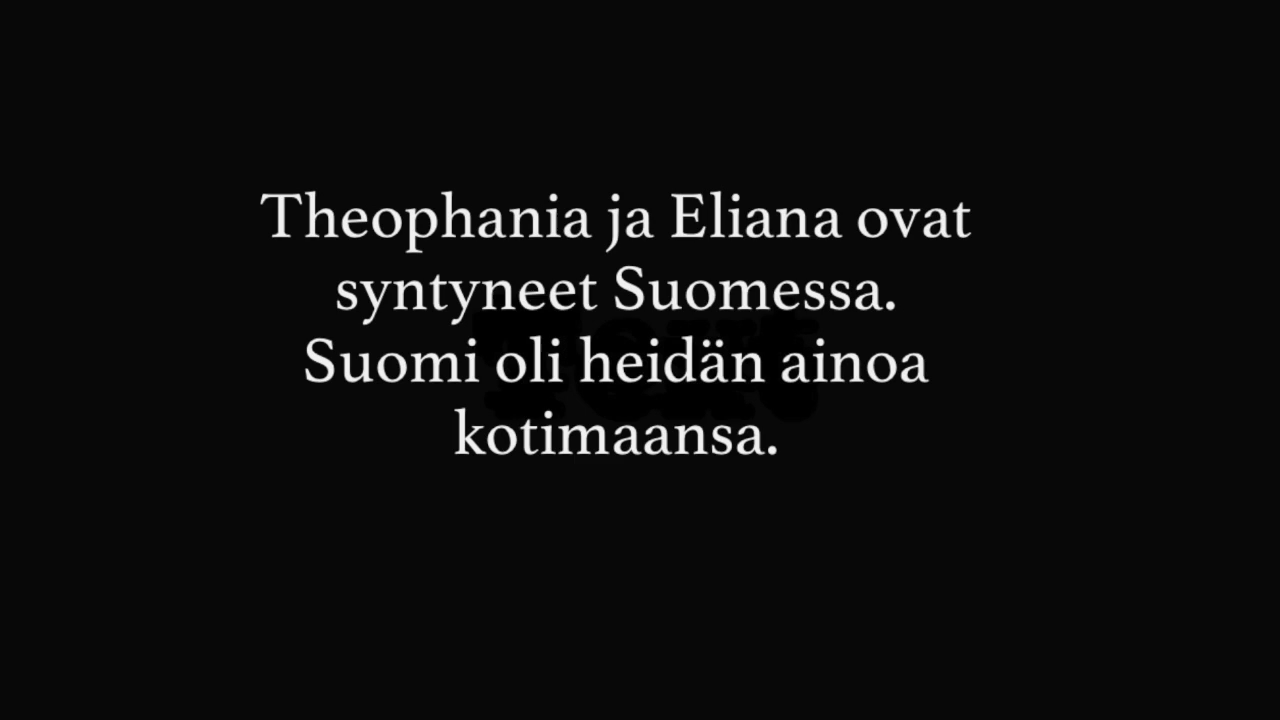 Theophania ja Eliana ovat
syntyneet Suomessa.
Suomi oli heidän ainoa
kotimaansa.